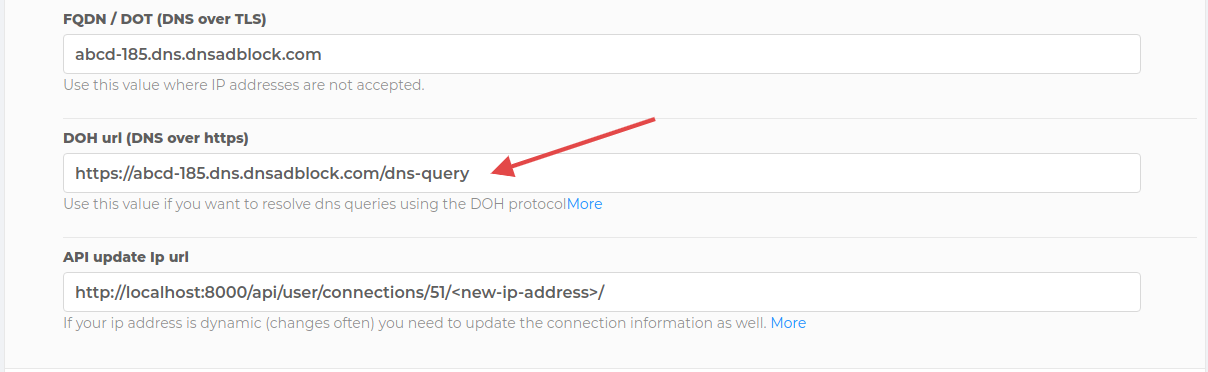 FQDN / DOT (DNS over TLS)
abcd-185.dns.dnsadblock.com
Use this value where IP addresses are not accepted.
DOH url (DNS over https)
https://abcd-185.dns.dnsadblock.com/dns-query
Use this value if you want to resolve dns queries using the DOH protocolMore
API update Ip url
http://localhost:8000/api/user/connections/51/<new-ip-address>/
If your ip address is dynamic (changes often) you need to update the connection information as well. More